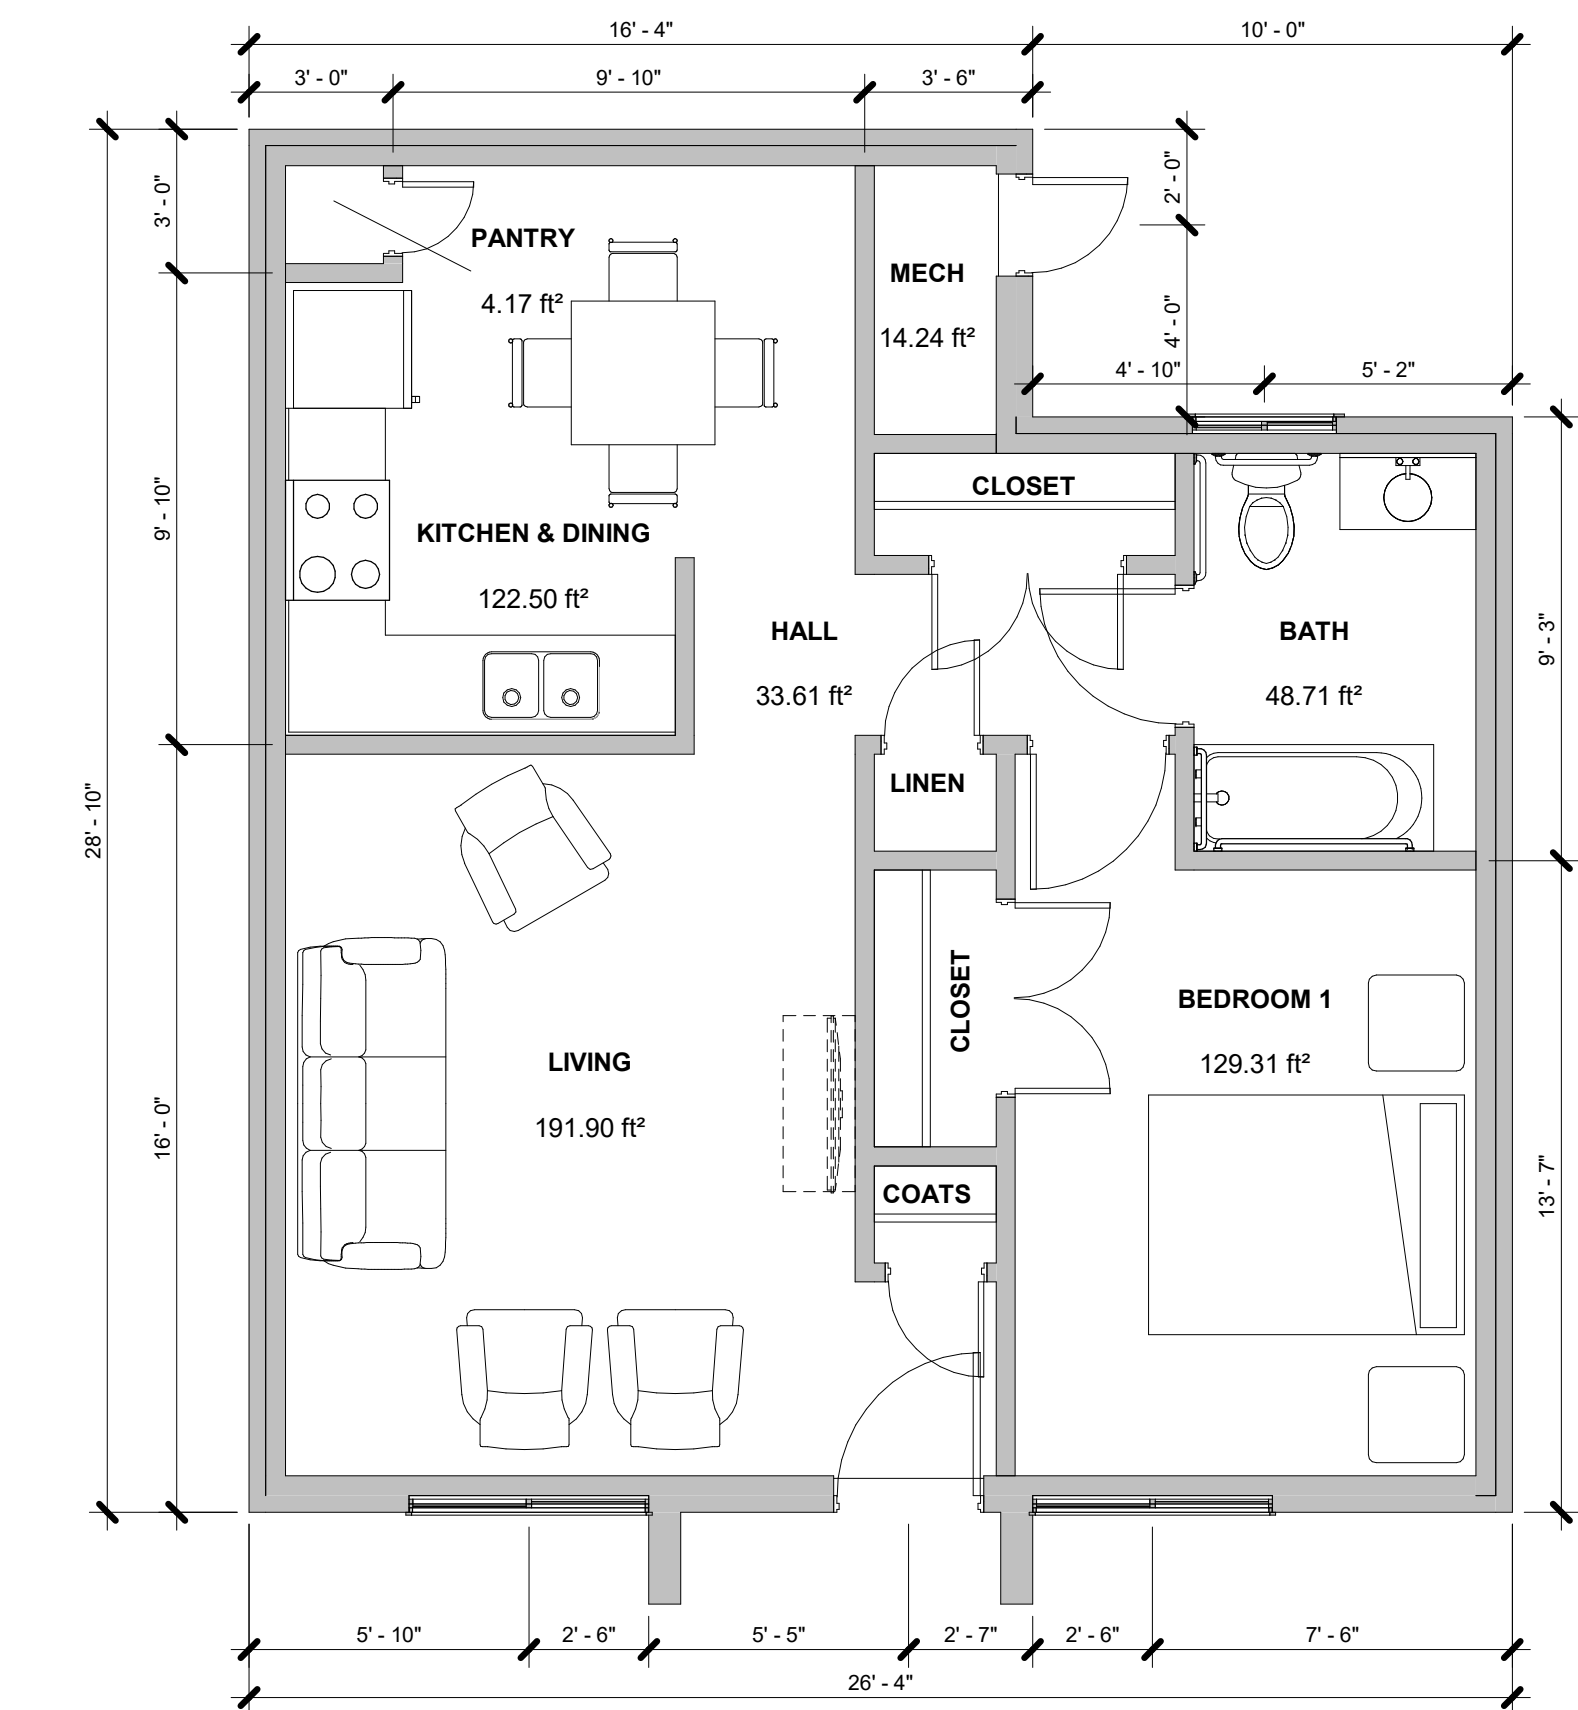 16' - 4"
10' - 0"
3' - 0"
9' - 10"
3' - 6"
2' - 0"
3' - 0"
PANTRY
4.17 ft²
MECH
14.24 ft²
4' - 0"
4' - 10"
5' - 2"
CLOSET
9' - 10"
KITCHEN & DINING
122.50 ft²
HALL
33.61 ft²
BATH
48.71 ft²
9' - 3"
LINEN
28' - 10"
CLOSET
BEDROOM 1
129.31 ft²
LIVING
191.90 ft²
16' - 0"
COATS
13' - 7"
5' - 10"
2' - 6"
5' - 5"
2' - 7"
2' - 6"
7' - 6"
26' - 4"